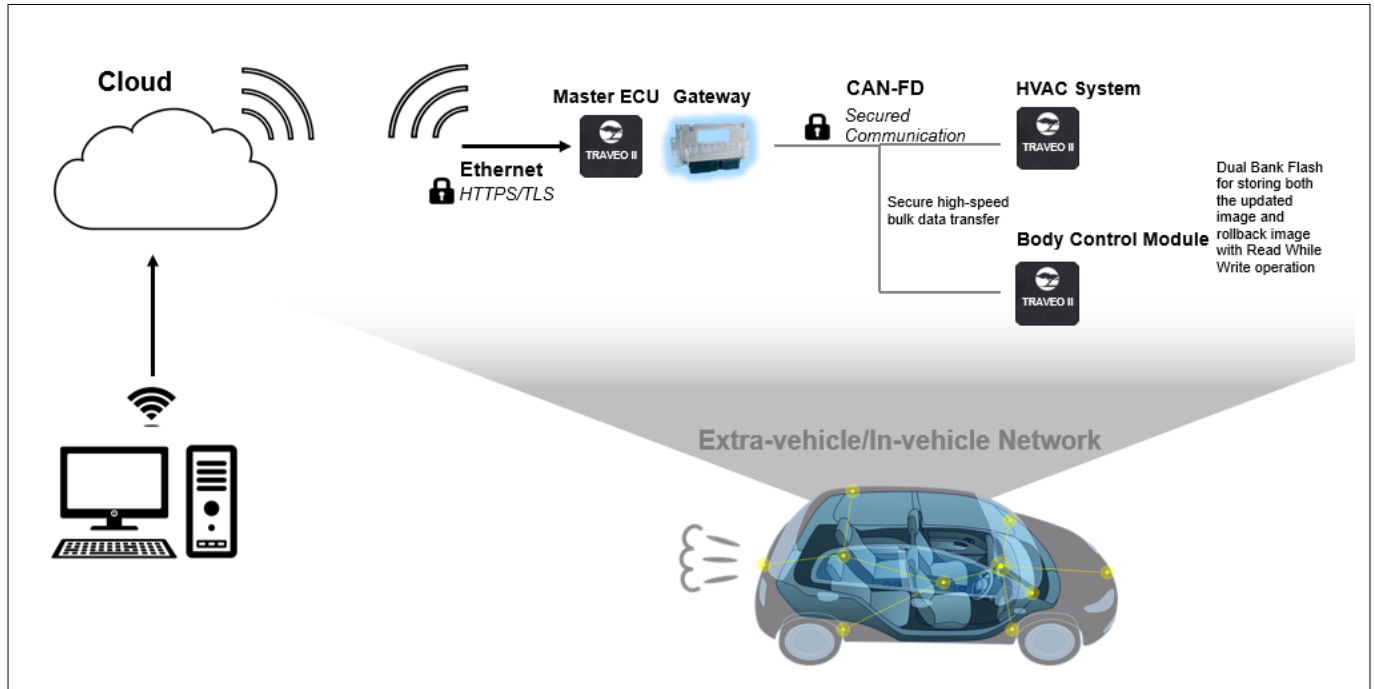 Cloud
Master ECU
TRAVEO II
Gateway
Ethernet
HTTPS/TLS
CAN-FD
Secured
Communication
HVAC System
TRAVEO II
Secure high-speed
bulk data transfer
Body Control Module
TRAVEO II
Dual Bank Flash
for storing both
the updated
image and
rollback image
with Read While
Write operation
Extra-vehicle/In-vehicle Network